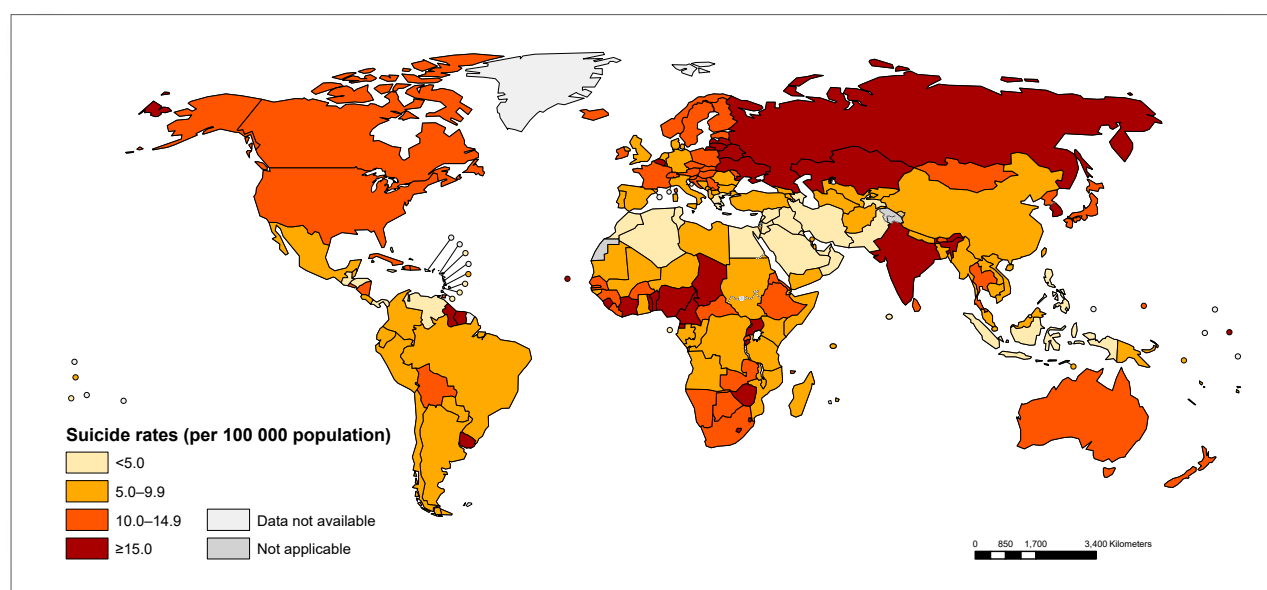 Suicide rates (per 100 000 population)
<5.0
5.0–9.9
10.0–14.9
≥15.0
Data not available
Not applicable
0 850 1,700 3,400 Kilometers